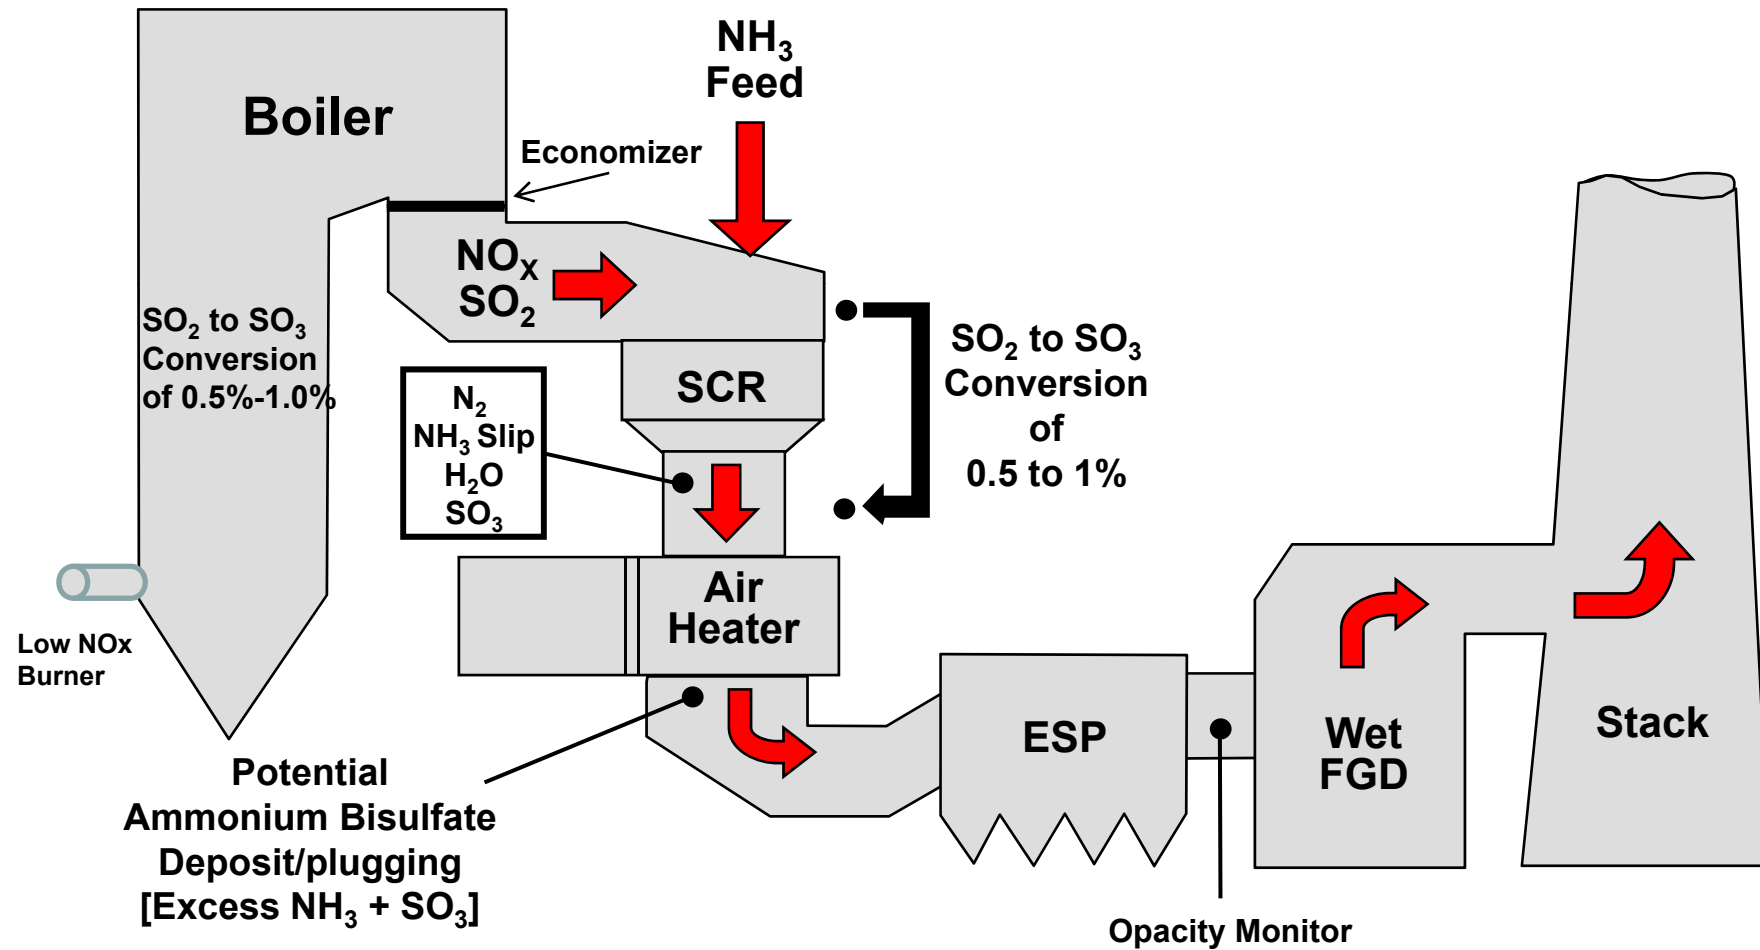 NH₃
Feed
Boiler
Economizer
NOₓ
SO₂
SO₂ to SO₃
Conversion
of 0.5%-1.0%
SO₂ to SO₃
Conversion
of
0.5 to 1%
SCR
N₂
NH₃ Slip
H₂O
SO₃
Air
Heater
Low NOx
Burner
ESP
Wet
FGD
Stack
Potential
Ammonium Bisulfate
Deposit/plugging
[Excess NH₃ + SO₃]
Opacity Monitor